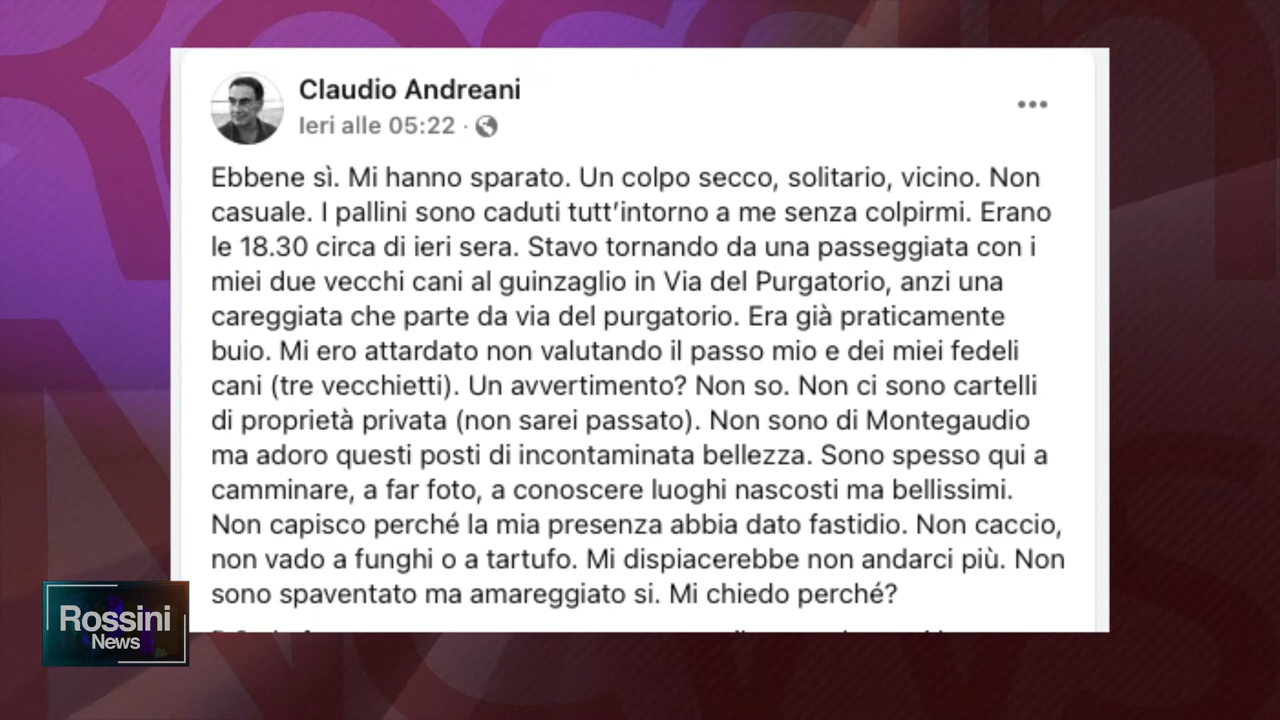 Claudio Andreani
Ieri alle 05:22 ·
Ebbene sì. Mi hanno sparato. Un colpo secco, solitario, vicino. Non
casuale. I pallini sono caduti tutt'intorno a me senza colpirmi. Erano
le 18.30 circa di ieri sera. Stavo tornando da una passeggiata con i
miei due vecchi cani al guinzaglio in Via del Purgatorio, anzi una
careggiata che parte da via del purgatorio. Era già praticamente
buio. Mi ero attardato non valutando il passo mio e dei miei fedeli
cani (tre vecchietti). Un avvertimento? Non so. Non ci sono cartelli
di proprietà privata (non sarei passato). Non sono di Montegaudio
ma adoro questi posti di incontaminata bellezza. Sono spesso qui a
camminare, a far foto, a conoscere luoghi nascosti ma bellissimi.
Non capisco perché la mia presenza abbia dato fastidio. Non caccio,
non vado a funghi o a tartufo. Mi dispiacerebbe non andarci più. Non
sono spaventato ma amareggiato si. Mi chiedo perché?
Rossini
News